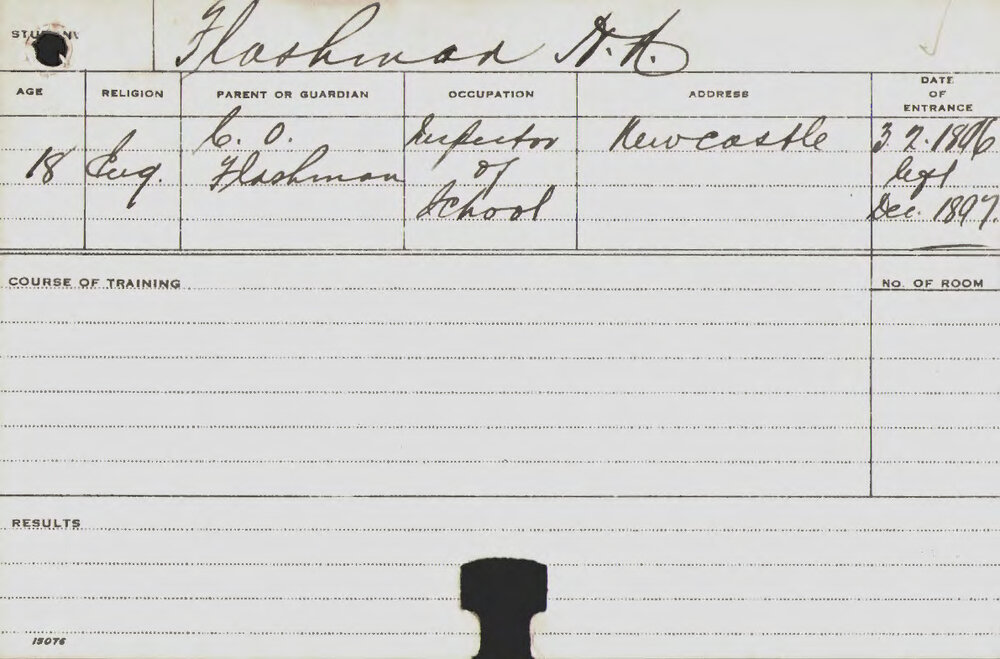 STUDENT Flashman H. A.
AGE RELIGION PARENT OR GUARDIAN OCCUPATION ADDRESS DATE OF ENTRANCE
18 Eng. C. O. Flashman Inspector of School Newcastle 3.2.1896
left
Dec. 1897.
COURSE OF TRAINING
No. OF ROOM
RESULTS
15076